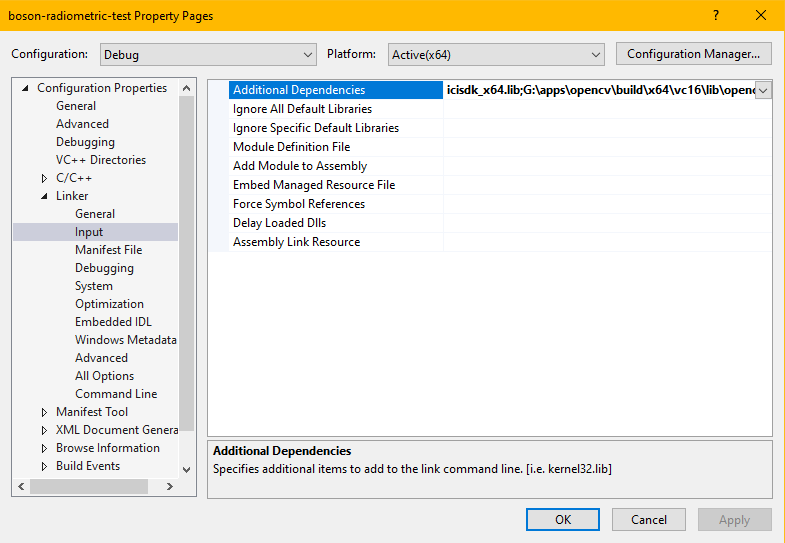 boson-radiometric-test Property Pages
?
Configuration: Debug Platform: Active(x64) Configuration Manager...
Configuration Properties
General
Advanced
Debugging
VC++ Directories
C/C++
Linker
General
Input
Manifest File
Debugging
System
Optimization
Embedded IDL
Windows Metadata
Advanced
All Options
Command Line
Manifest Tool
XML Document Genera
Browse Information
Build Events
Additional Dependencies icisdk_x64.lib;G:\apps\opencv\build\x64\vc16\lib\openc
Ignore All Default Libraries
Ignore Specific Default Libraries
Module Definition File
Add Module to Assembly
Embed Managed Resource File
Force Symbol References
Delay Loaded Dlls
Assembly Link Resource
Additional Dependencies
Specifies additional items to add to the link command line. [i.e. kernel32.lib]
OK Cancel Apply